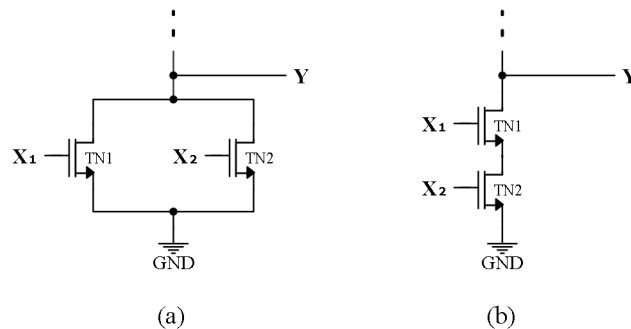 Y
X1 TN1 X2 TN2
GND
(a)
Y
X1 TN1
X2 TN2
GND
(b)